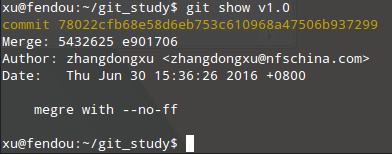 xu@fendou:~/git_study$ git show v1.0
commit 78022cfb68e58d6eb753c610968a47506b937299
Merge: 5432625 e901706
Author: zhangdongxu <zhangdongxu@nfschina.com>
Date:   Thu Jun 30 15:36:26 2016 +0800
megre with --no-ff
xu@fendou:~/git_study$